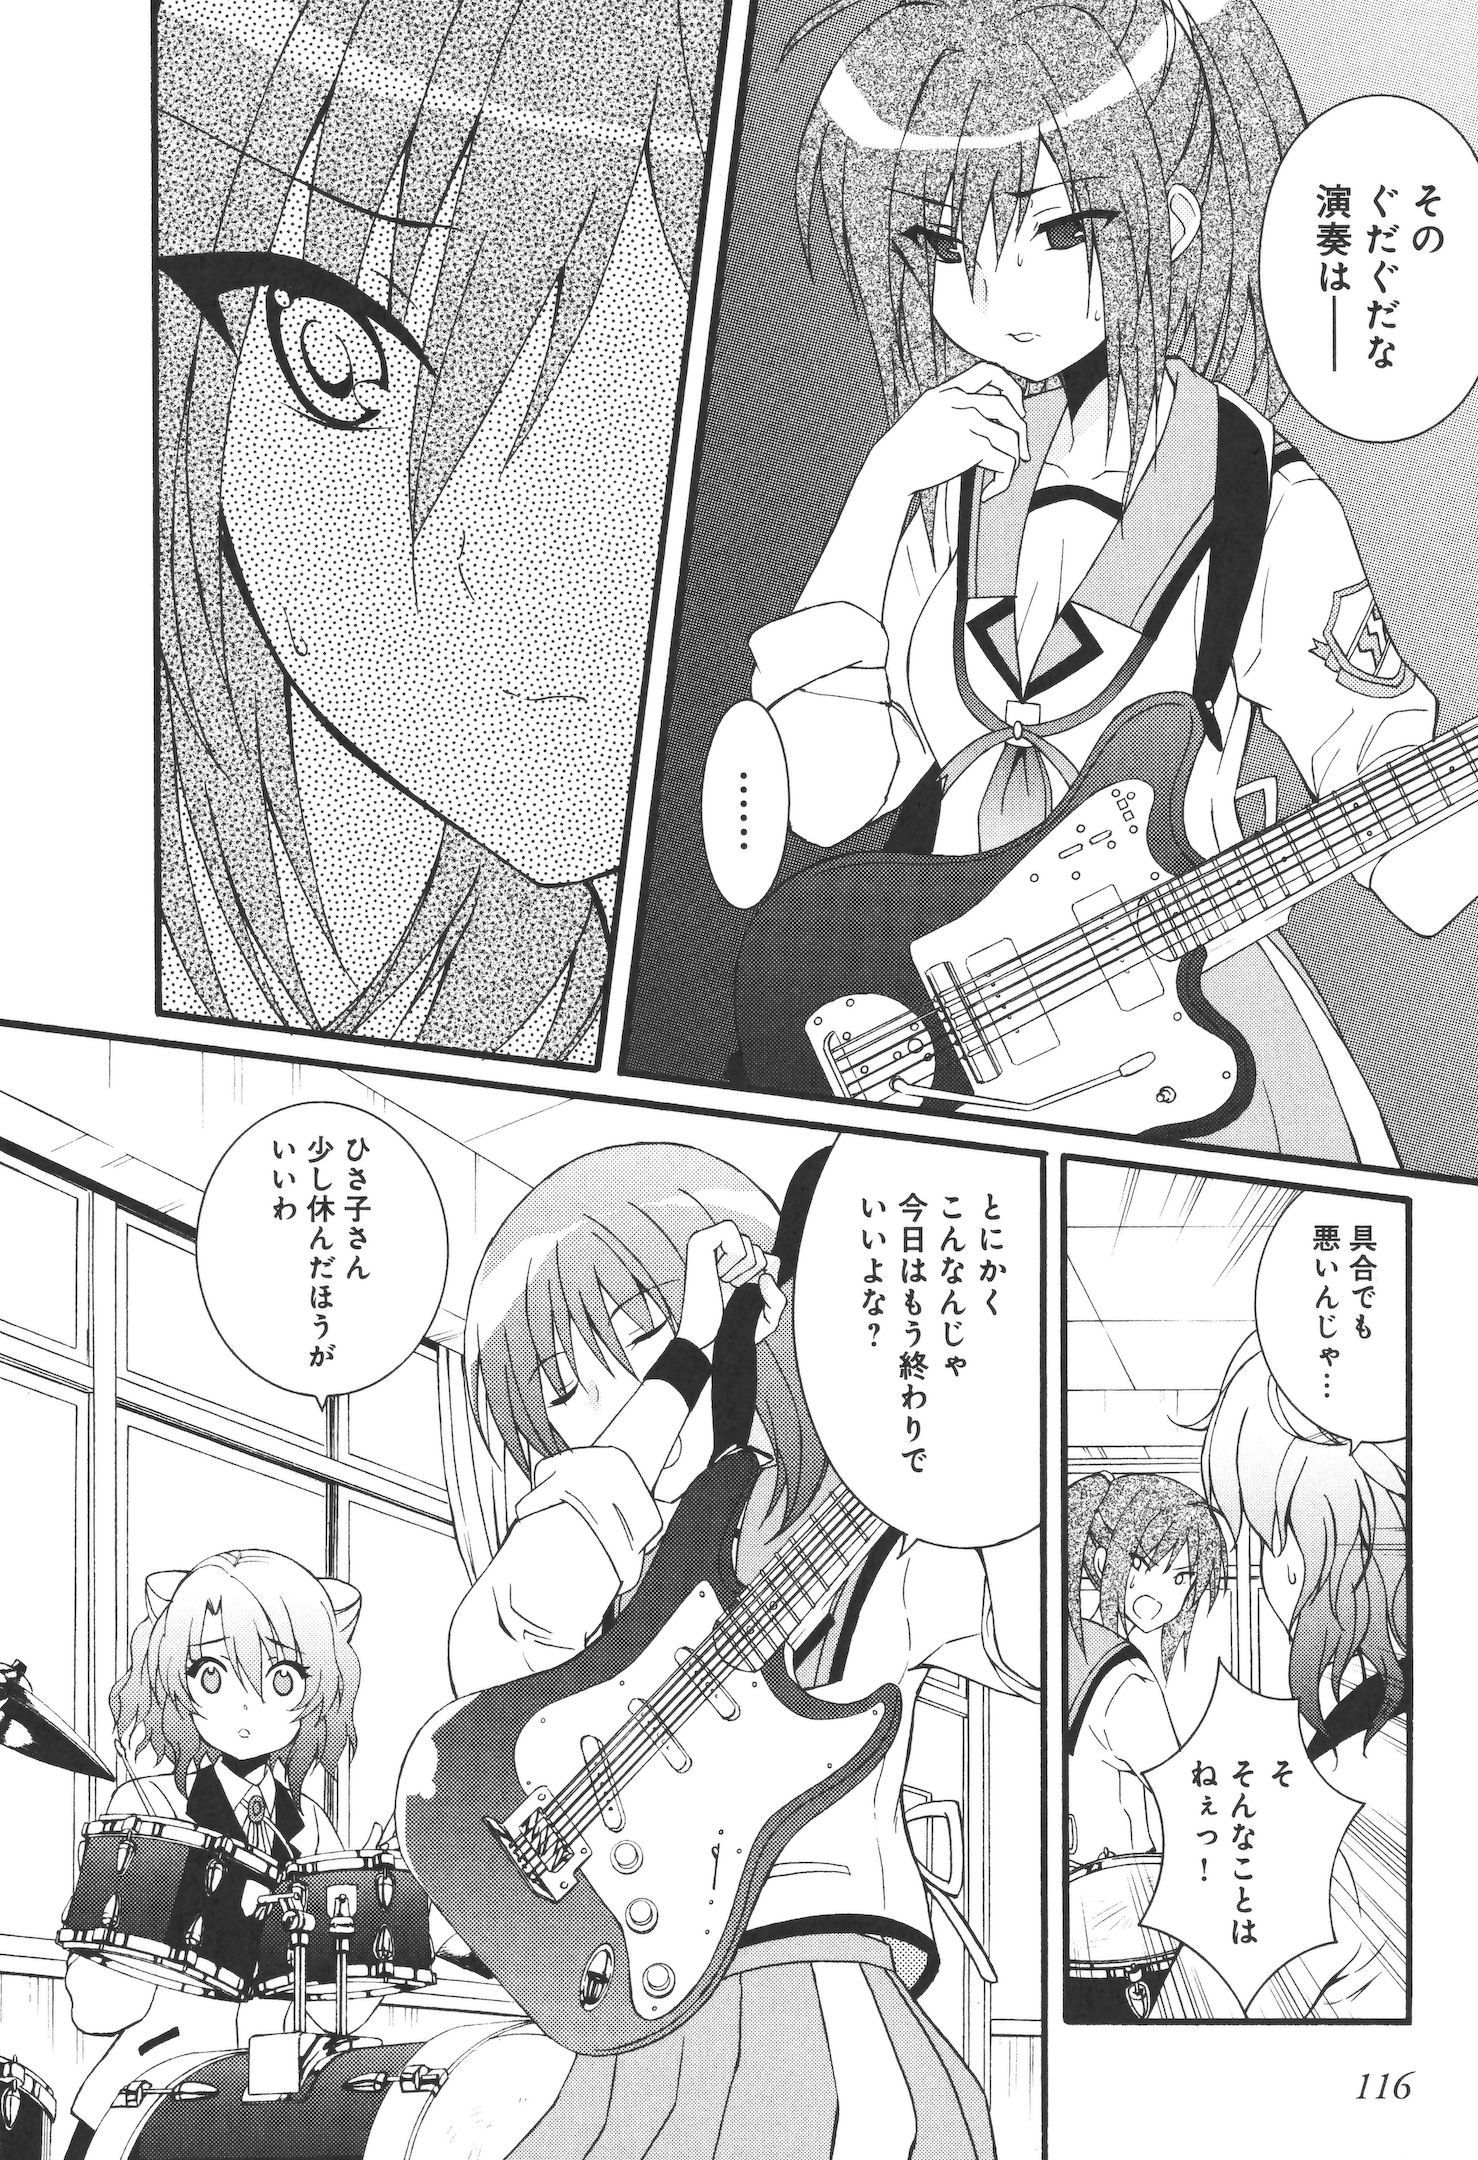 その
ぐだぐだな
演奏は――
………
具合でも
悪いんじゃ…
そ
そんなことは
ねぇっ！
とにかく
こんなんじゃ
今日はもう終わりで
いいよな？
ひさ子さん
少し休んだほうが
いいわ
116